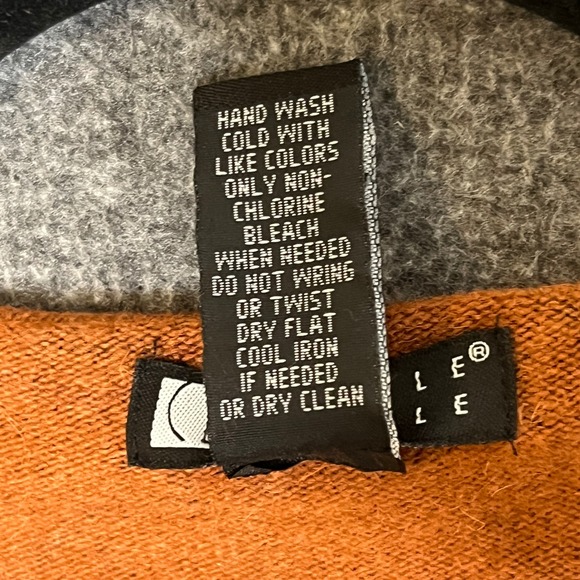 HAND WASH
COLD WITH
LIKE COLORS
ONLY NON-
CHLORINE
BLEACH
WHEN NEEDED
DO NOT WRING
OR TWIST
DRY FLAT
COOL IRON
IF NEEDED
OR DRY CLEAN
L E®
L E